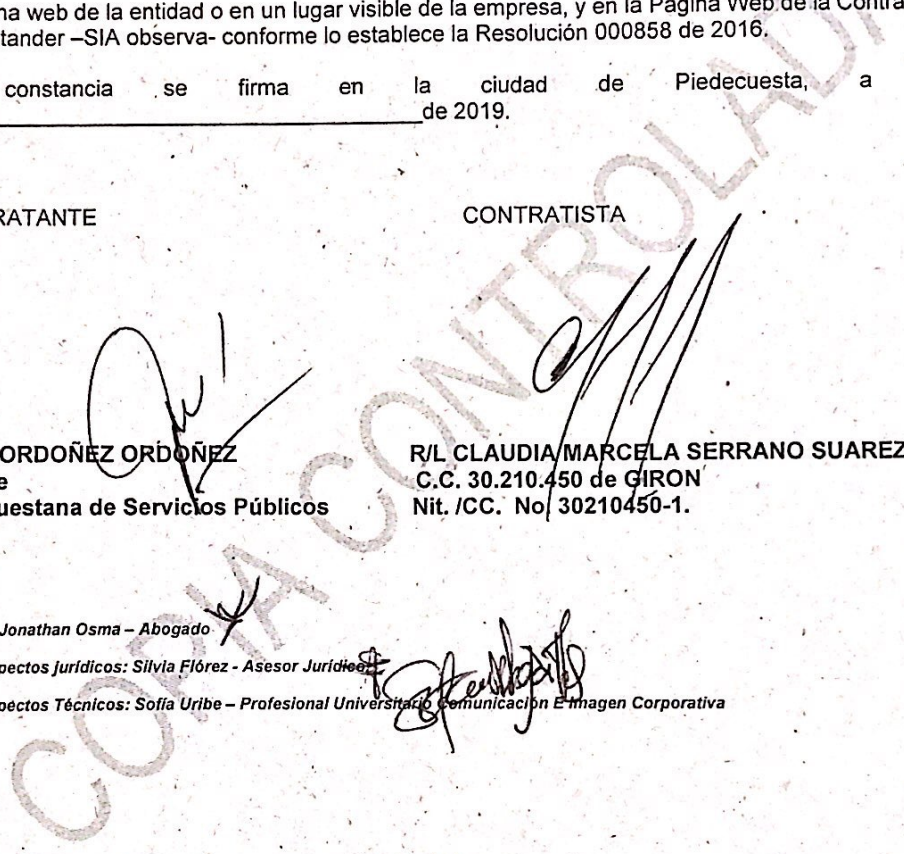 na web de la entidad o en un lugar visible de la empresa, y en la Página Web de la Contra
tander –SIA observa- conforme lo establece la Resolución 000858 de 2016.
constancia se firma en la ciudad de Piedecuesta, a
de 2019.
RATANTE
CONTRATISTA
ORDOÑEZ ORDOÑEZ
R/L CLAUDIA MARCELA SERRANO SUAREZ
e
C.C. 30.210.450 de GIRON
uestana de Servicios Públicos
Nit. /CC. No 30210450-1.
Jonathan Osma – Abogado
pectos jurídicos: Silvia Flórez - Asesor Jurídico
pectos Técnicos: Sofía Uribe – Profesional Universitario Comunicación E Imagen Corporativa
COPIA CONTROLADA